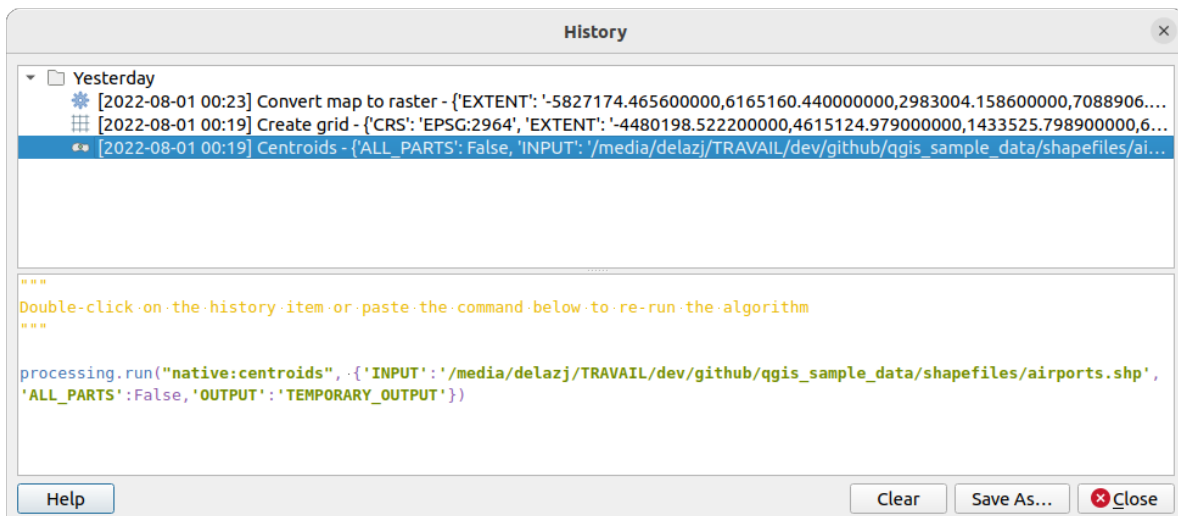 History
Yesterday
[2022-08-01 00:23] Convert map to raster - {'EXTENT': '-5827174.465600000,6165160.440000000,2983004.158600000,7088906....
[2022-08-01 00:19] Create grid - {'CRS': 'EPSG:2964', 'EXTENT': '-4480198.522200000,4615124.979000000,1433525.798900000,6...
[2022-08-01 00:19] Centroids - {'ALL_PARTS': False, 'INPUT': '/media/delazj/TRAVAIL/dev/github/qgis_sample_data/shapefiles/ai...
"""
Double-click·on·the·history·item·or·paste·the·command·below·to·re-run·the·algorithm
"""
processing.run("native:centroids",·{'INPUT':'/media/delazj/TRAVAIL/dev/github/qgis_sample_data/shapefiles/airports.shp',
'ALL_PARTS':False,'OUTPUT':'TEMPORARY_OUTPUT'})
Help
Clear
Save As...
Close